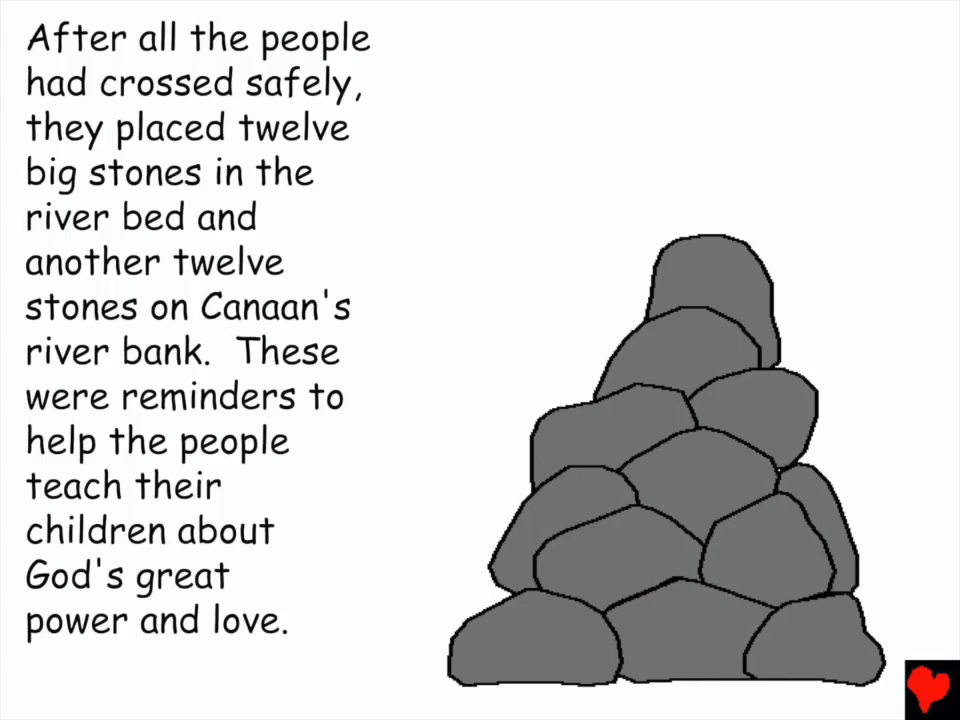 After all the people
had crossed safely,
they placed twelve
big stones in the
river bed and
another twelve
stones on Canaan's
river bank.  These
were reminders to
help the people
teach their
children about
God's great
power and love.